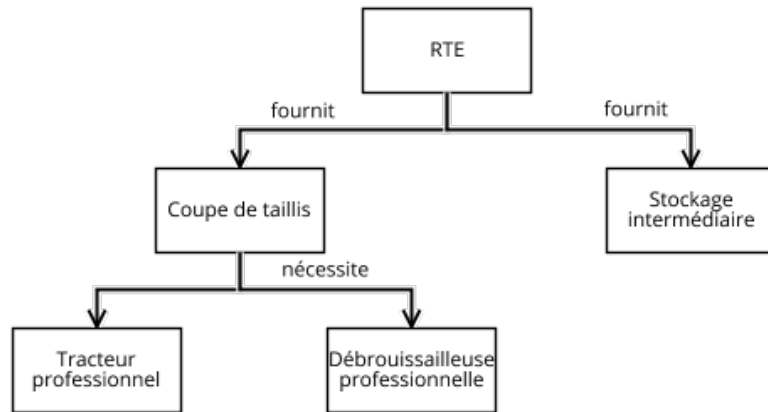 RTE
fournit
fournit
Coupe de taillis
Stockage
intermédiaire
nécessite
Tracteur
professionnel
Débrouissailleuse
professionnelle